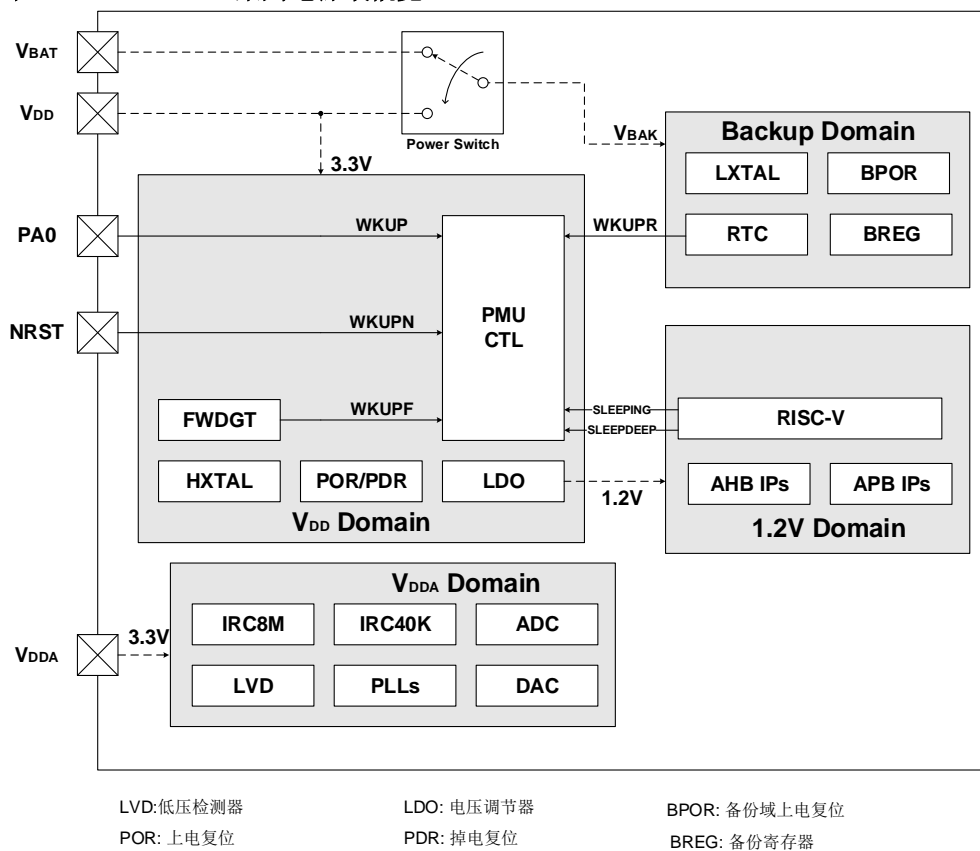 VBAT
VDD
Power Switch
3.3V
VBAK
Backup Domain
LXTAL
BPOR
RTC
BREG
PA0
WKUP
WKUPR
NRST
WKUPN
PMU
CTL
FWDGT
WKUPF
SLEEPING
SLEEPDEEP
RISC-V
HXTAL
POR/PDR
LDO
1.2V
AHB IPs
APB IPs
VDD Domain
1.2V Domain
VDDA Domain
VDDA
3.3V
IRC8M
IRC40K
ADC
LVD
PLLs
DAC
LVD:低压检测器
LDO: 电压调节器
BPOR: 备份域上电复位
POR: 上电复位
PDR: 掉电复位
BREG: 备份寄存器